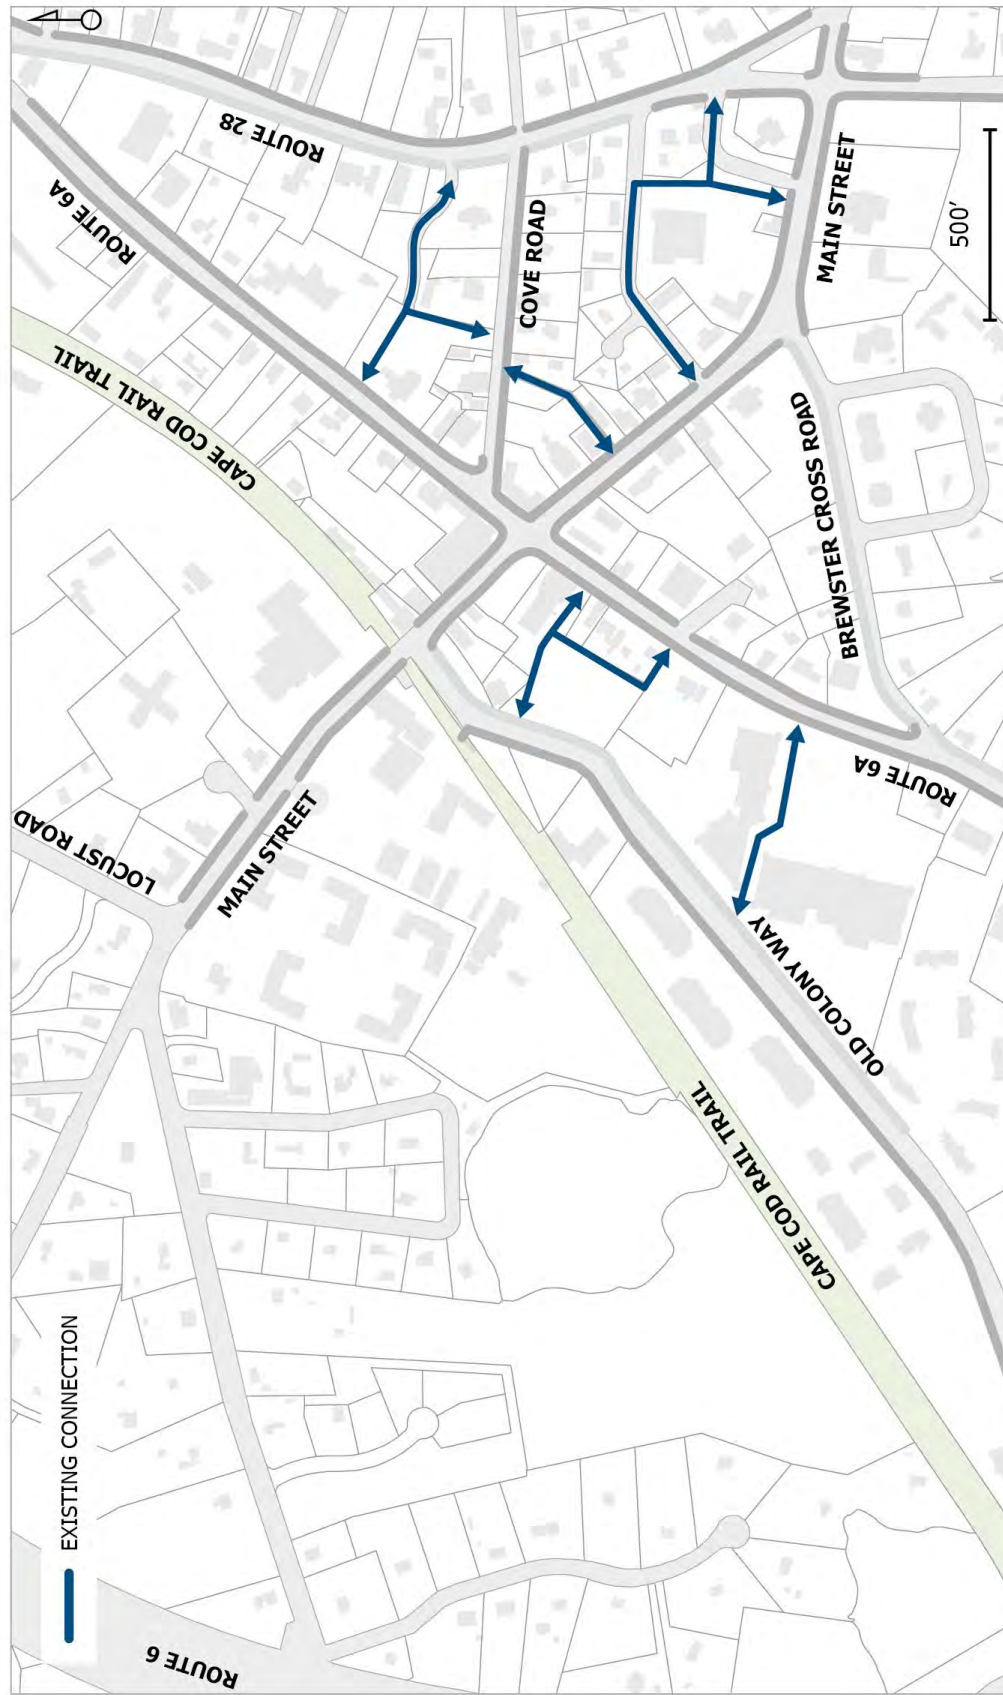 EXISTING CONNECTION
ROUTE 6
LOCUST ROAD
MAIN STREET
CAPE COD RAIL TRAIL
ROUTE 6A
ROUTE 28
COVE ROAD
CAPE COD RAIL TRAIL
OLD COLONY WAY
ROUTE 6A
BREWSTER CROSS ROAD
MAIN STREET
500'